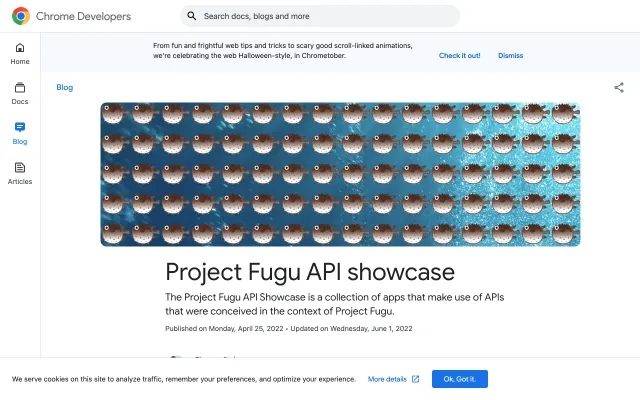 Chrome Developers
Search docs, blogs and more
From fun and frightful web tips and tricks to scary good scroll-linked animations,
we're celebrating the web Halloween-style, in Chrometober.
Check it out!
Dismiss
Home
Docs
Blog
Articles
Blog
Project Fugu API showcase
The Project Fugu API Showcase is a collection of apps that make use of APIs
that were conceived in the context of Project Fugu.
Published on Monday, April 25, 2022 • Updated on Wednesday, June 1, 2022
We serve cookies on this site to analyze traffic, remember your preferences, and optimize your experience.
More details
Ok, Got it.